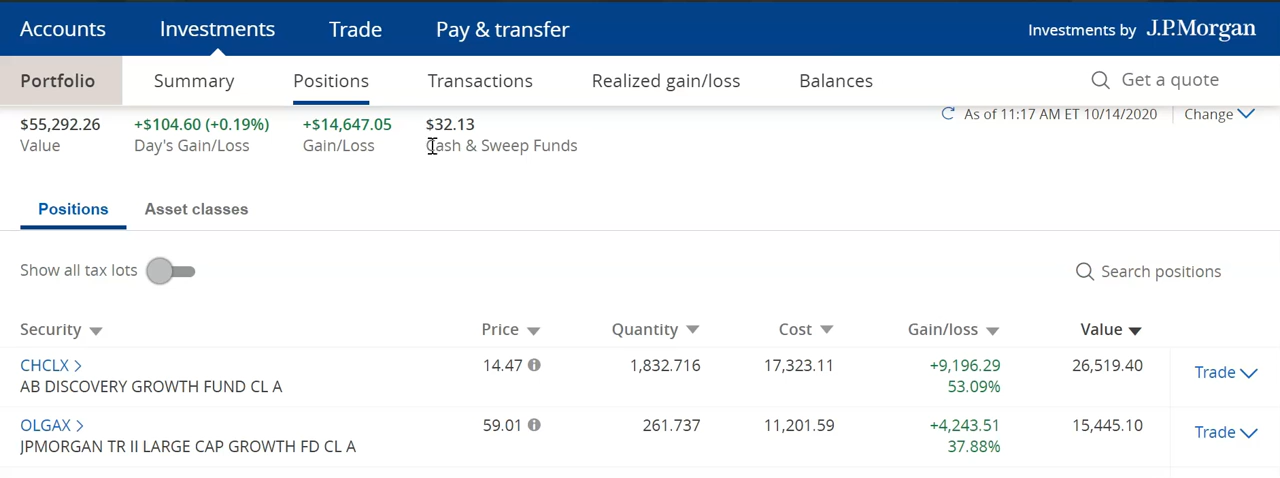 Accounts Investments Trade Pay & transfer Investments by J.P.Morgan
Portfolio Summary Positions Transactions Realized gain/loss Balances Get a quote
$55,292.26 +$104.60 (+0.19%) +$14,647.05 $32.13 As of 11:17 AM ET 10/14/2020 Change
Value Day's Gain/Loss Gain/Loss Cash & Sweep Funds
Positions Asset classes
Show all tax lots Search positions
Security Price Quantity Cost Gain/loss Value
CHCLX 14.47 1,832.716 17,323.11 +9,196.29 26,519.40 Trade
AB DISCOVERY GROWTH FUND CL A 53.09%
OLGAX 59.01 261.737 11,201.59 +4,243.51 15,445.10 Trade
JPMORGAN TR II LARGE CAP GROWTH FD CL A 37.88%